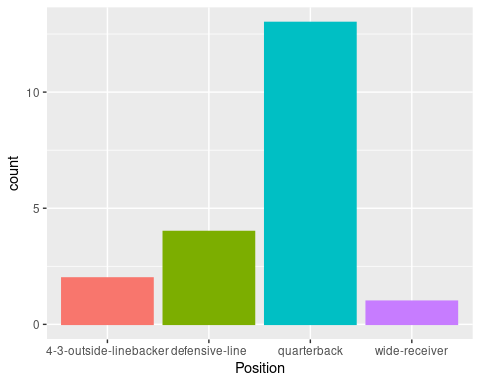 count
10
5
0
4-3-outside-linebacker defensive-line quarterback wide-receiver
Position